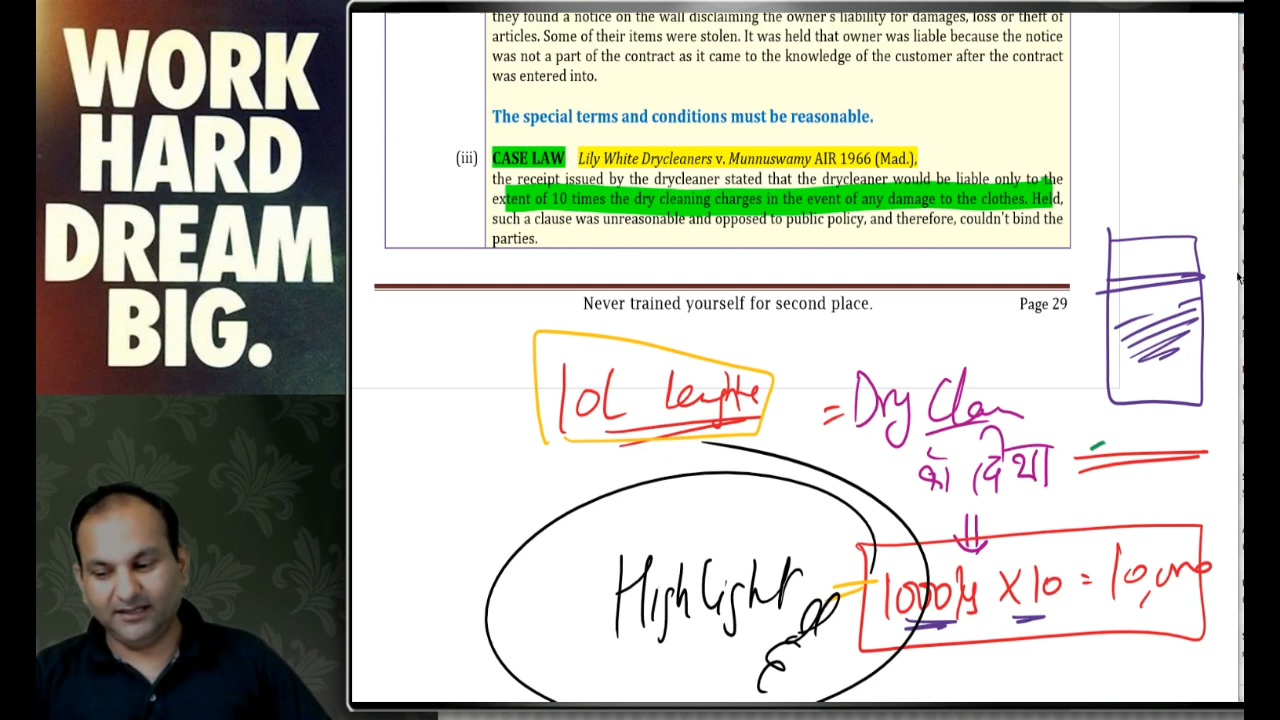 WORK
HARD
DREAM
BIG.
they found a notice on the wall disclaiming the owner's liability for damages, loss or theft of
articles. Some of their items were stolen. It was held that owner was liable because the notice
was not a part of the contract as it came to the knowledge of the customer after the contract
was entered into.
The special terms and conditions must be reasonable.
(iii) CASE LAW Lily White Drycleaners v. Munnuswamy AIR 1966 (Mad.),
the receipt issued by the drycleaner stated that the drycleaner would be liable only to the
extent of 10 times the dry cleaning charges in the event of any damage to the clothes. Held,
such a clause was unreasonable and opposed to public policy, and therefore, couldn't bind the
parties.
Never trained yourself for second place. Page 29
10L
= Dry Clean
को दिया
Highlight
X 10 =